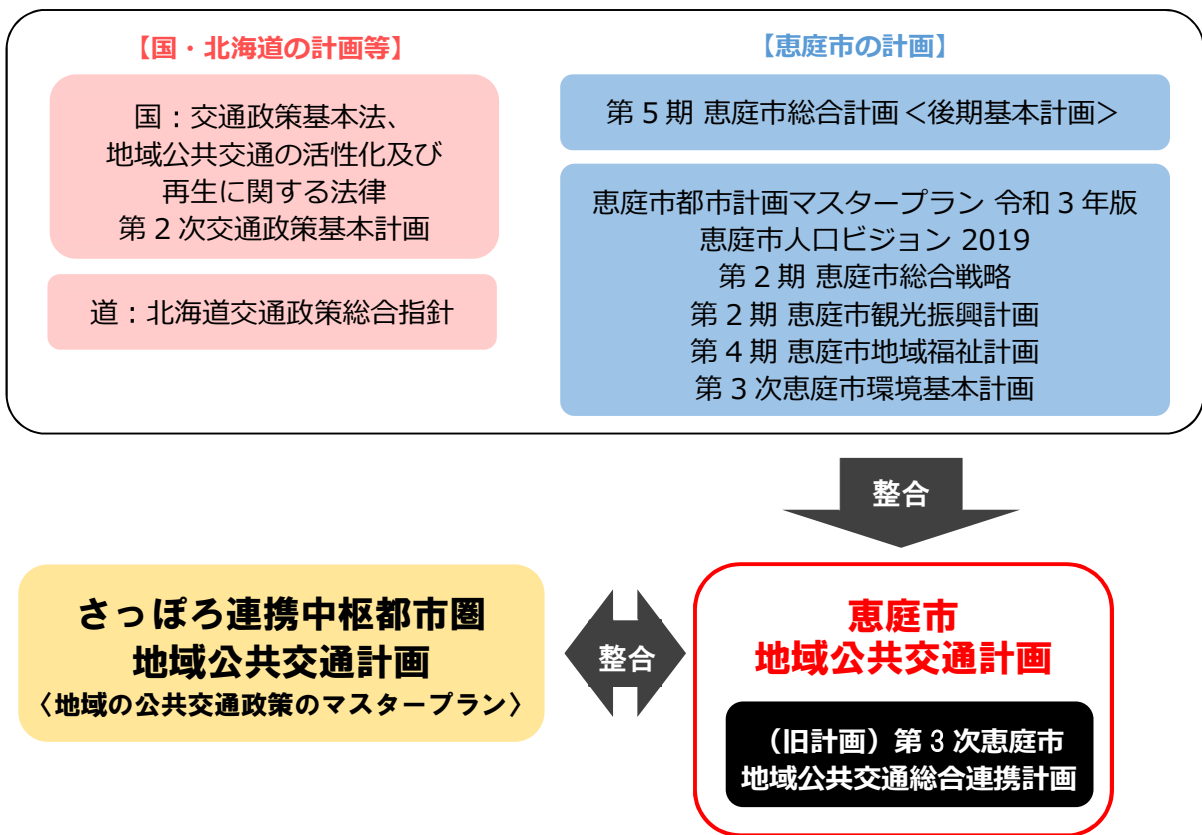 【国・北海道の計画等】
国：交通政策基本法、
地域公共交通の活性化及び
再生に関する法律
第２次交通政策基本計画
道：北海道交通政策総合指針
【恵庭市の計画】
第５期 恵庭市総合計画＜後期基本計画＞
恵庭市都市計画マスタープラン 令和３年版
恵庭市人口ビジョン 2019
第２期 恵庭市総合戦略
第２期 恵庭市観光振興計画
第４期 恵庭市地域福祉計画
第３次恵庭市環境基本計画
整合
さっぽろ連携中枢都市圏
地域公共交通計画
〈地域の公共交通政策のマスタープラン〉
整合
恵庭市
地域公共交通計画
（旧計画）第３次恵庭市
地域公共交通総合連携計画